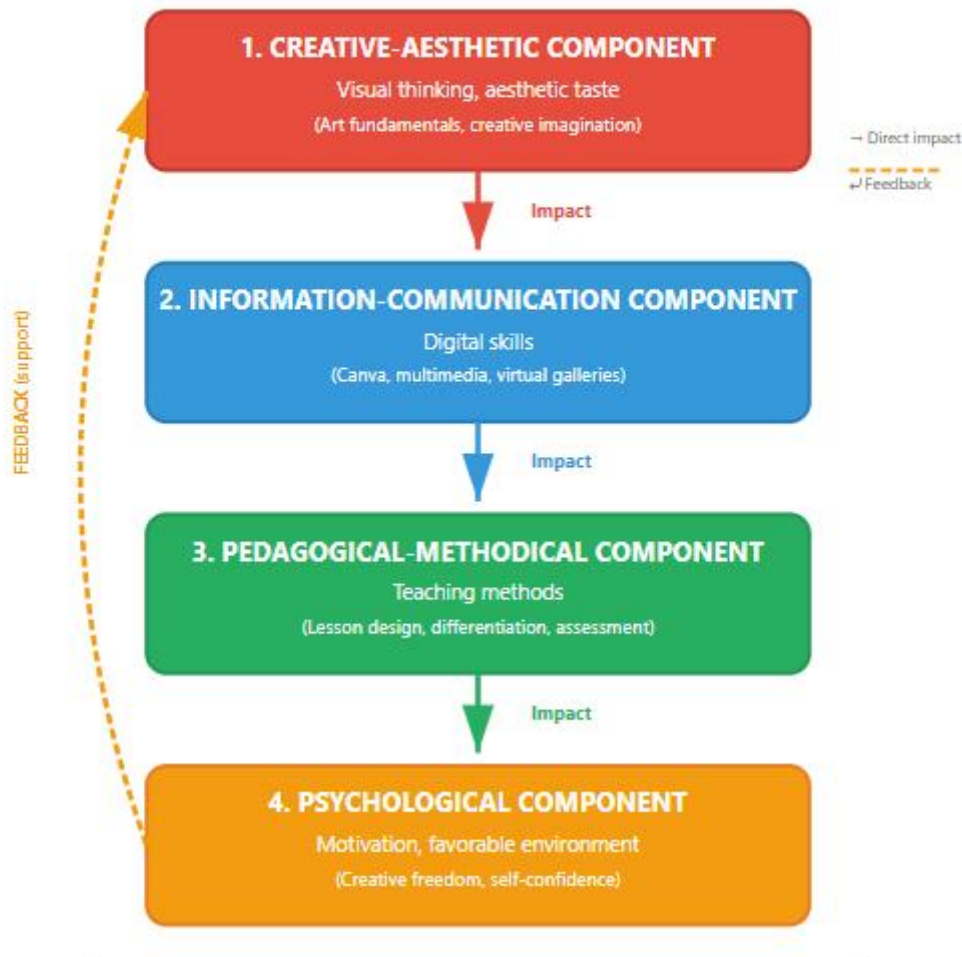 1. CREATIVE-AESTHETIC COMPONENT
Visual thinking, aesthetic taste
(Art fundamentals, creative imagination)
→ Direct impact
↵ Feedback
Impact
2. INFORMATION-COMMUNICATION COMPONENT
Digital skills
(Canva, multimedia, virtual galleries)
FEEDBACK (support)
Impact
3. PEDAGOGICAL-METHODICAL COMPONENT
Teaching methods
(Lesson design, differentiation, assessment)
Impact
4. PSYCHOLOGICAL COMPONENT
Motivation, favorable environment
(Creative freedom, self-confidence)